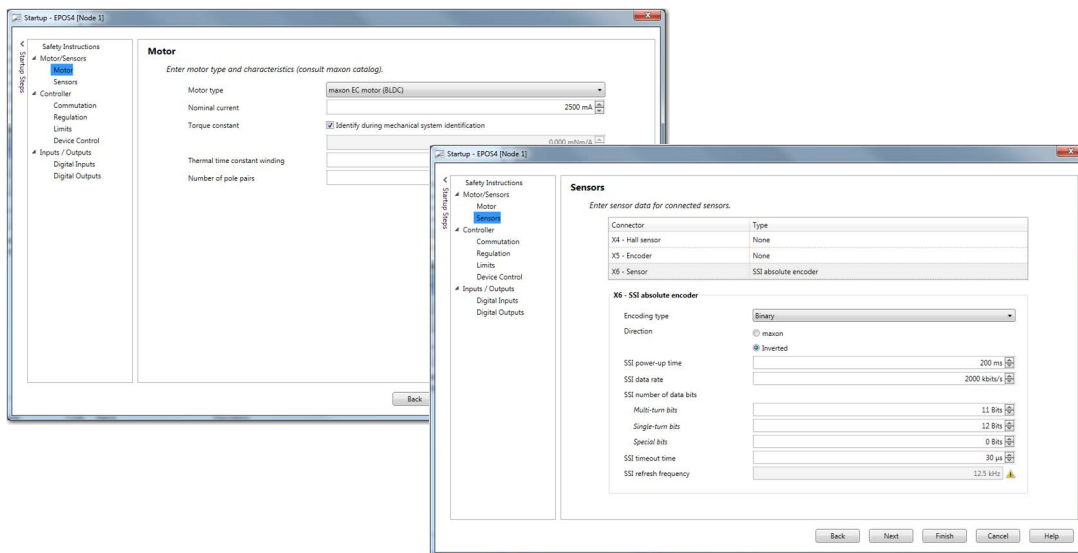 Startup - EPOS4 [Node 1]
Startup Steps
Safety Instructions
Motor/Sensors
Motor
Sensors
Controller
Commutation
Regulation
Limits
Device Control
Inputs / Outputs
Digital Inputs
Digital Outputs
Motor
Enter motor type and characteristics (consult maxon catalog).
Motor type maxon EC motor (BLDC)
Nominal current 2500 mA
Torque constant Identify during mechanical system identification
0.000 mNm/A
Thermal time constant winding
Number of pole pairs
Back
Startup - EPOS4 [Node 1]
Startup Steps
Safety Instructions
Motor/Sensors
Motor
Sensors
Controller
Commutation
Regulation
Limits
Device Control
Inputs / Outputs
Digital Inputs
Digital Outputs
Sensors
Enter sensor data for connected sensors.
Connector Type
X4 - Hall sensor None
X5 - Encoder None
X6 - Sensor SSI absolute encoder
X6 - SSI absolute encoder
Encoding type Binary
Direction maxon
Inverted
SSI power-up time 200 ms
SSI data rate 2000 kbits/s
SSI number of data bits
Multi-turn bits 11 Bits
Single-turn bits 12 Bits
Special bits 0 Bits
SSI timeout time 30 µs
SSI refresh frequency 12.5 kHz
Back Next Finish Cancel Help